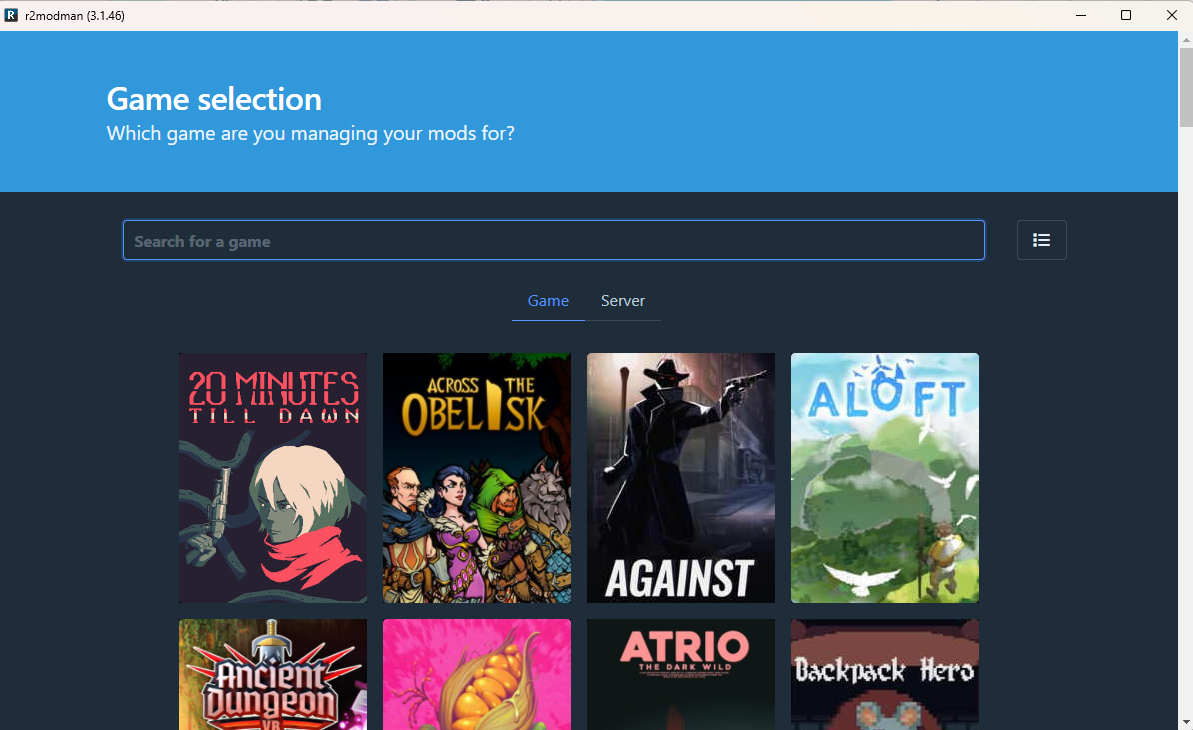 R r2modman (3.1.46)
Game selection
Which game are you managing your mods for?
Search for a game
Game Server
20 MINUTES
TILL DAWN
ACROSS THE
OBELISK
AGAINST
ALOFT
Ancient
Dungeon
VR
ATRIO
THE DARK WILD
Backpack Hero